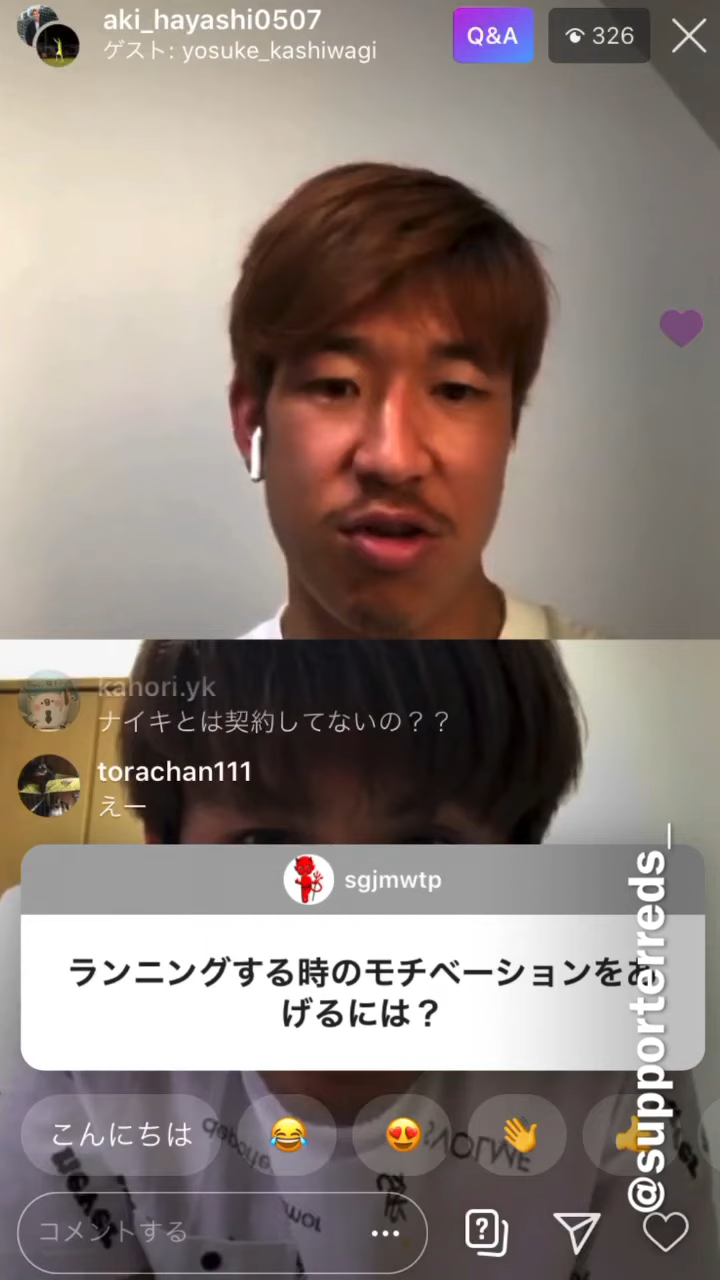 aki_hayashi0507
ゲスト: yosuke_kashiwagi
Q&A
326
kahori.yk
ナイキとは契約してないの？？
torachan111
えー
sgjmwtp
ランニングする時のモチベーションをあ
げるには？
@supporterreds_
こんにちは
コメントする